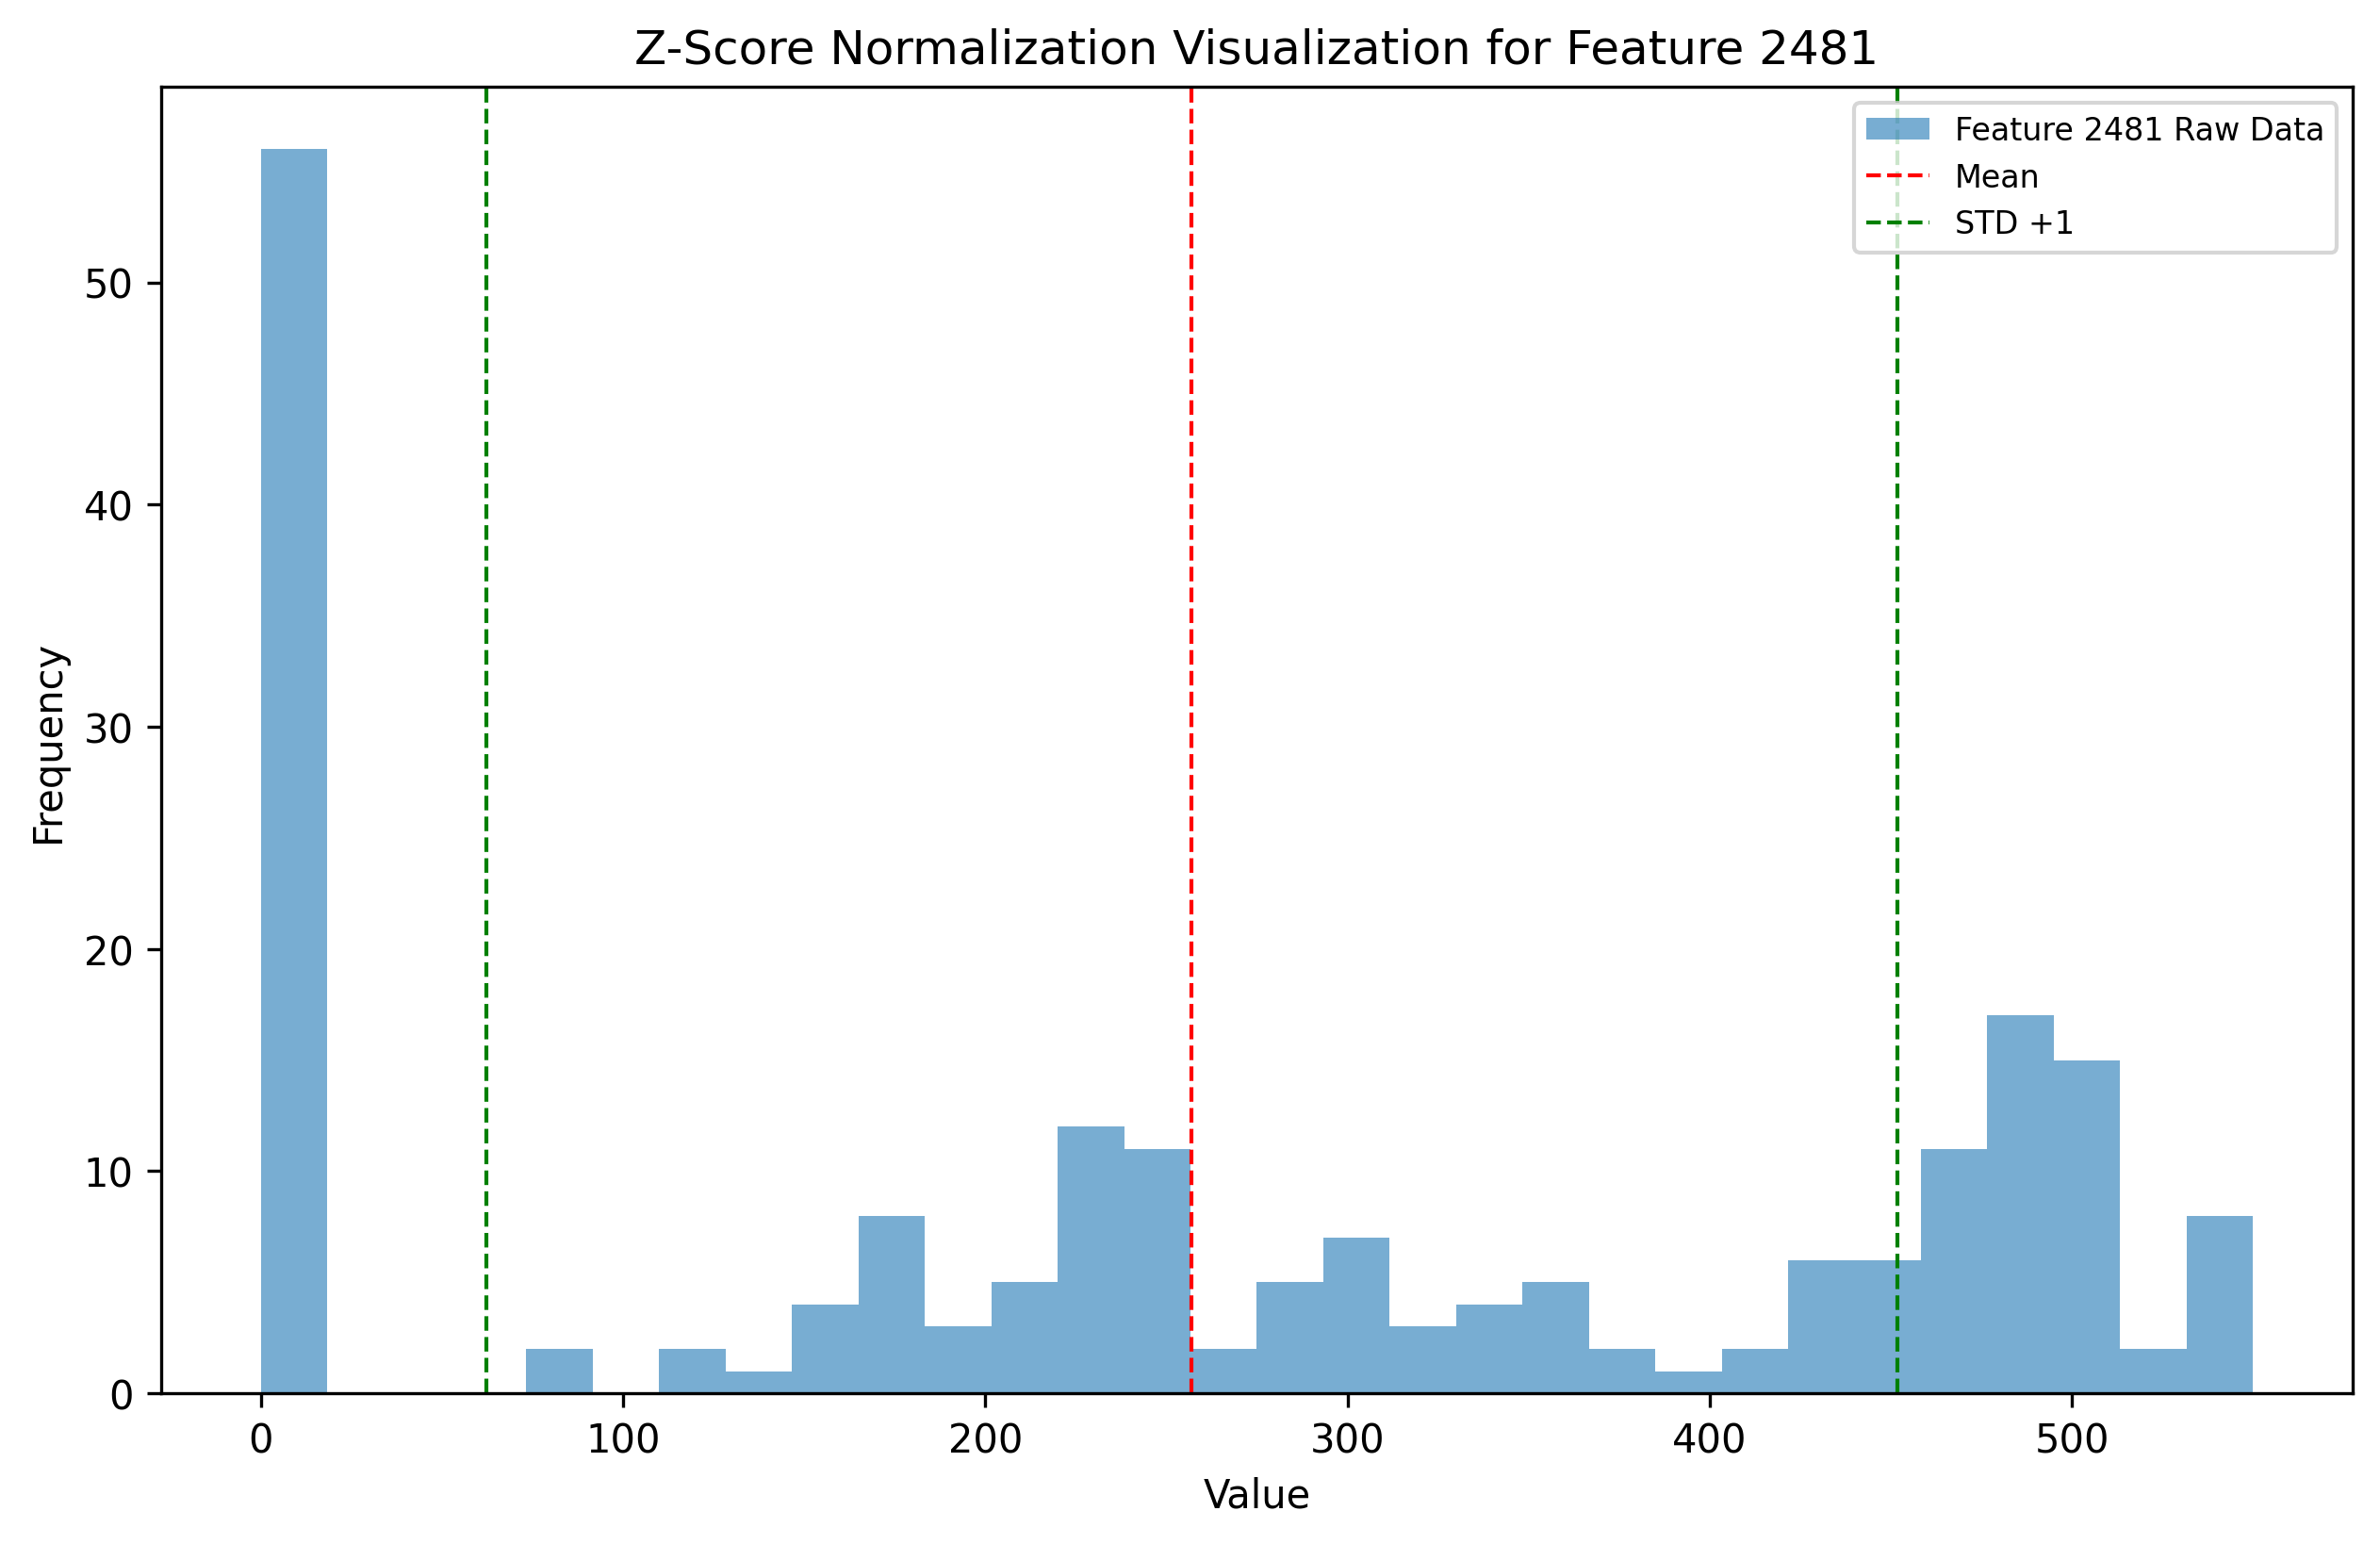 Z-Score Normalization Visualization for Feature 2481
Feature 2481 Raw Data
Mean
STD +1
Frequency
50
40
30
20
10
0
0 100 200 300 400 500
Value